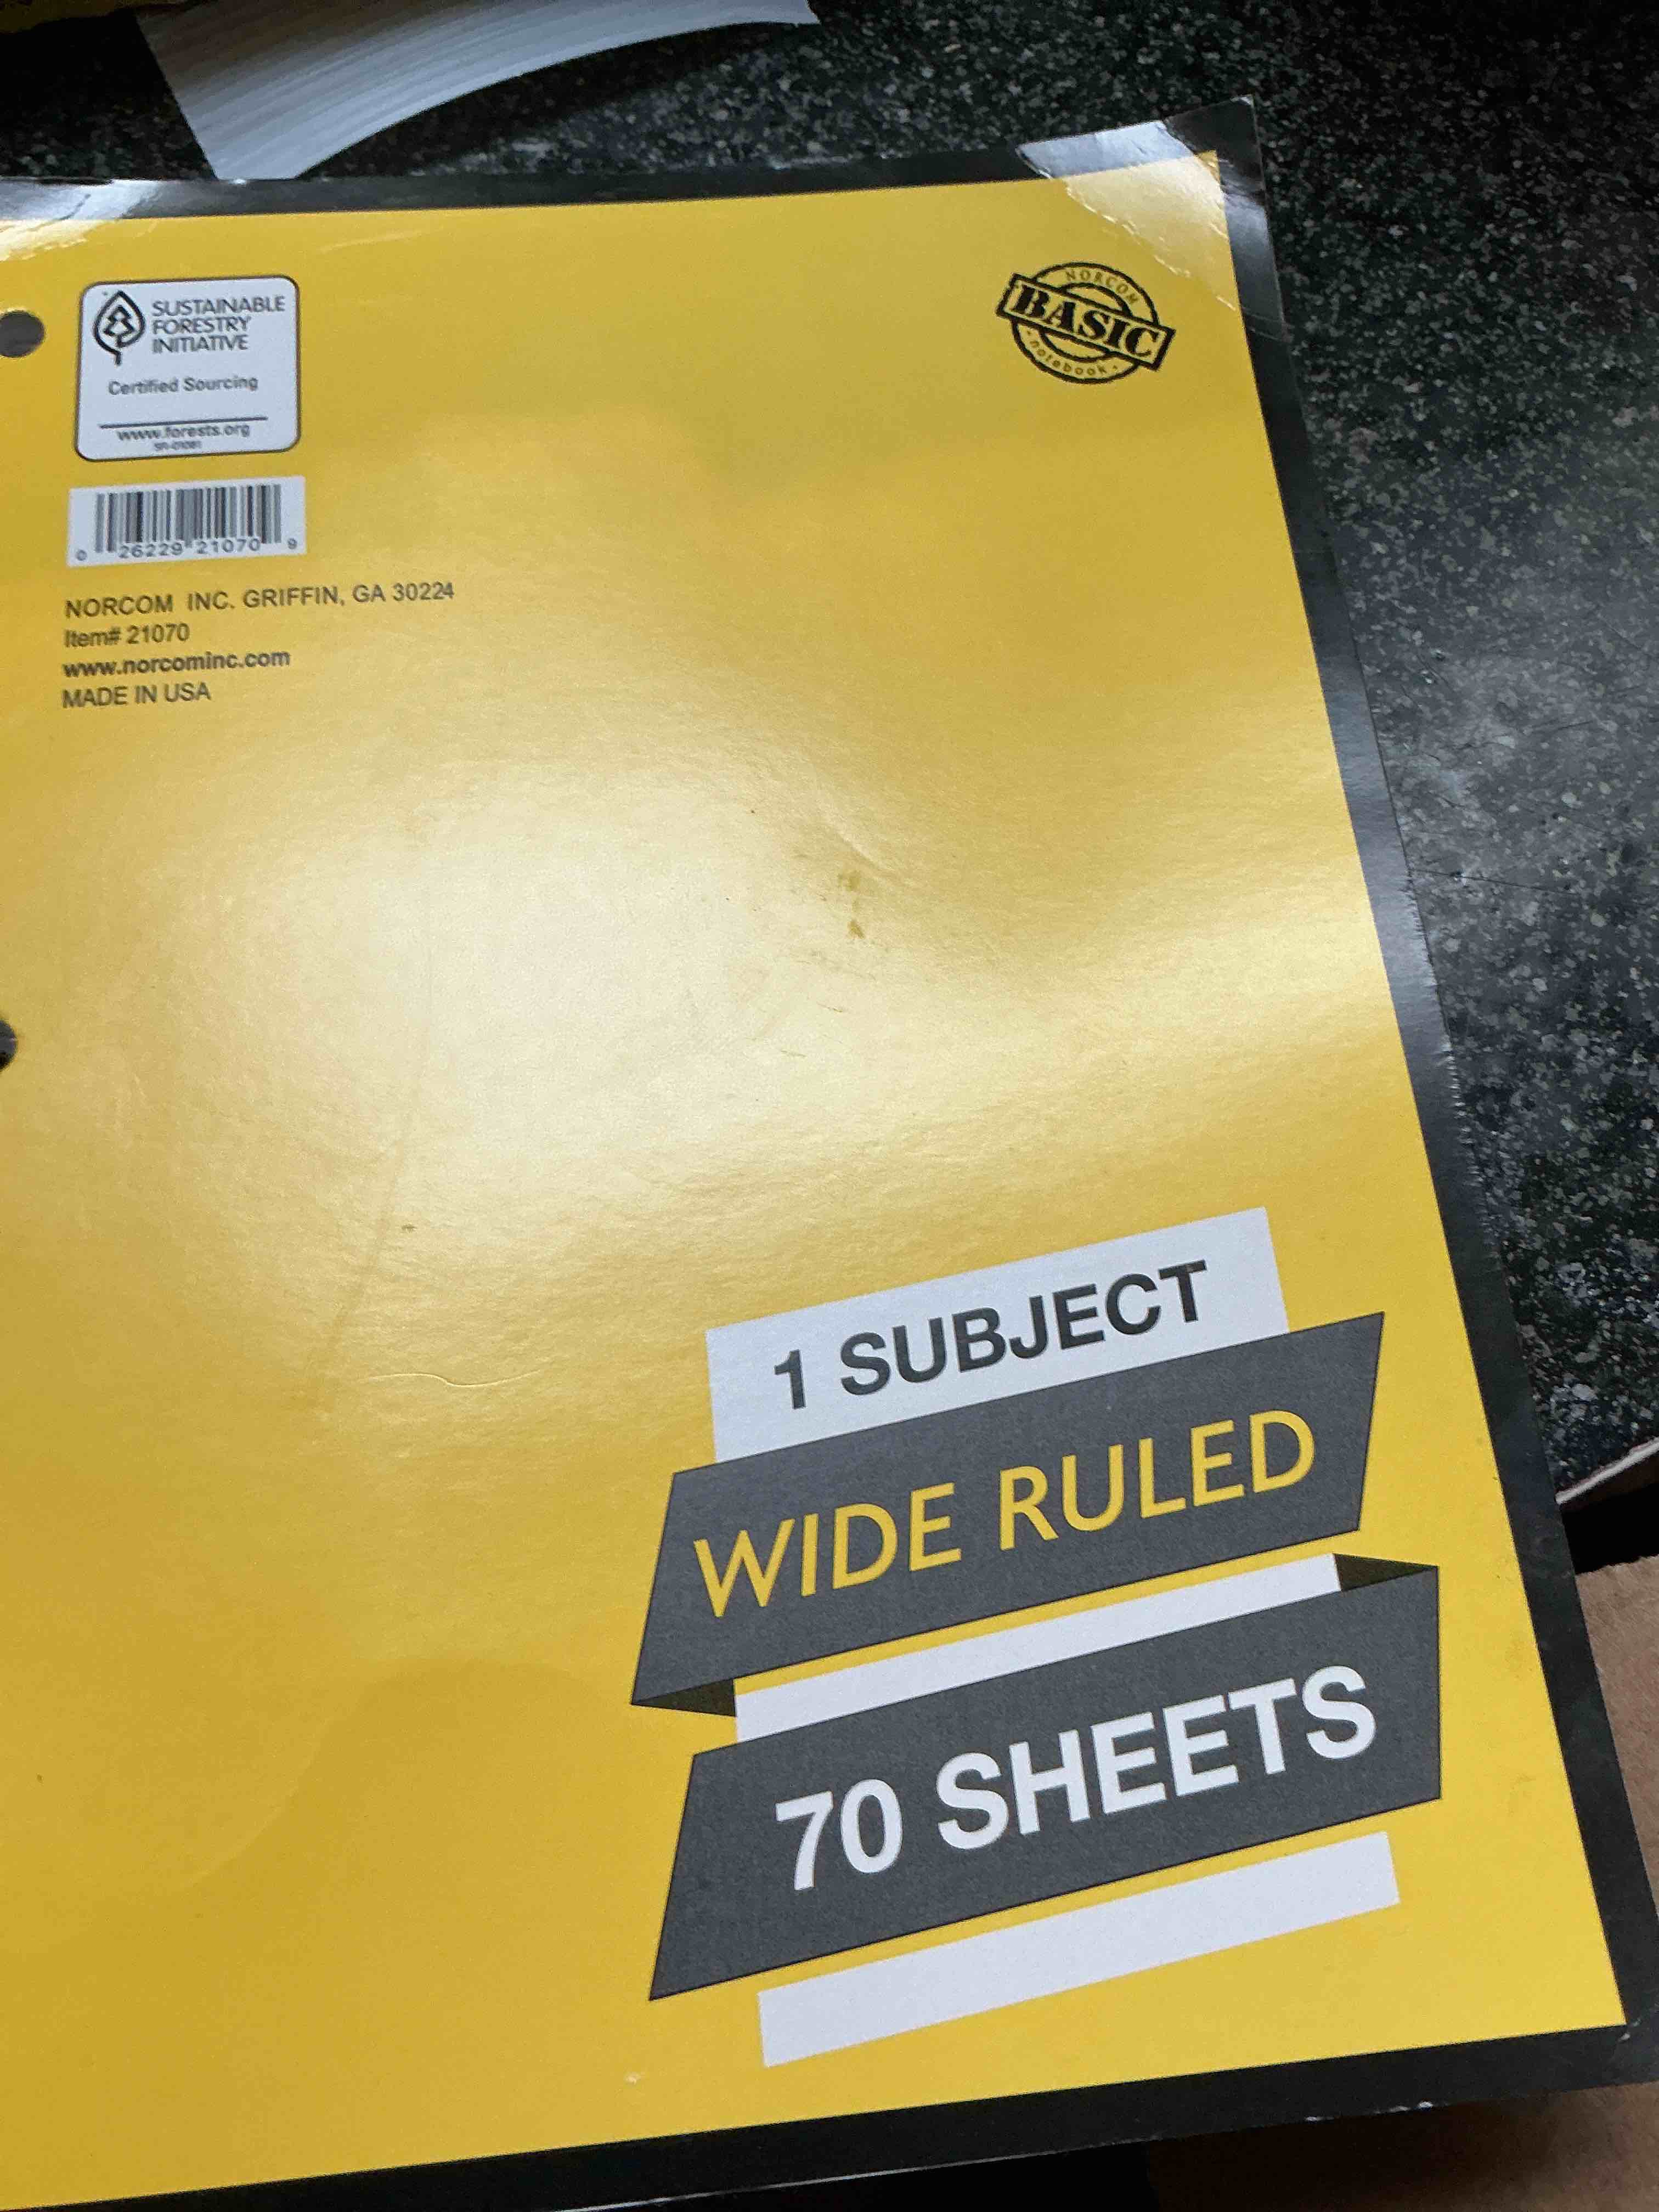 SUSTAINABLE
FORESTRY
INITIATIVE
Certified Sourcing
www.forests.org
NORCOM
BASIC
notebook
0 26229 21070 9
NORCOM INC. GRIFFIN, GA 30224
Item# 21070
www.norcominc.com
MADE IN USA
1 SUBJECT
WIDE RULED
70 SHEETS